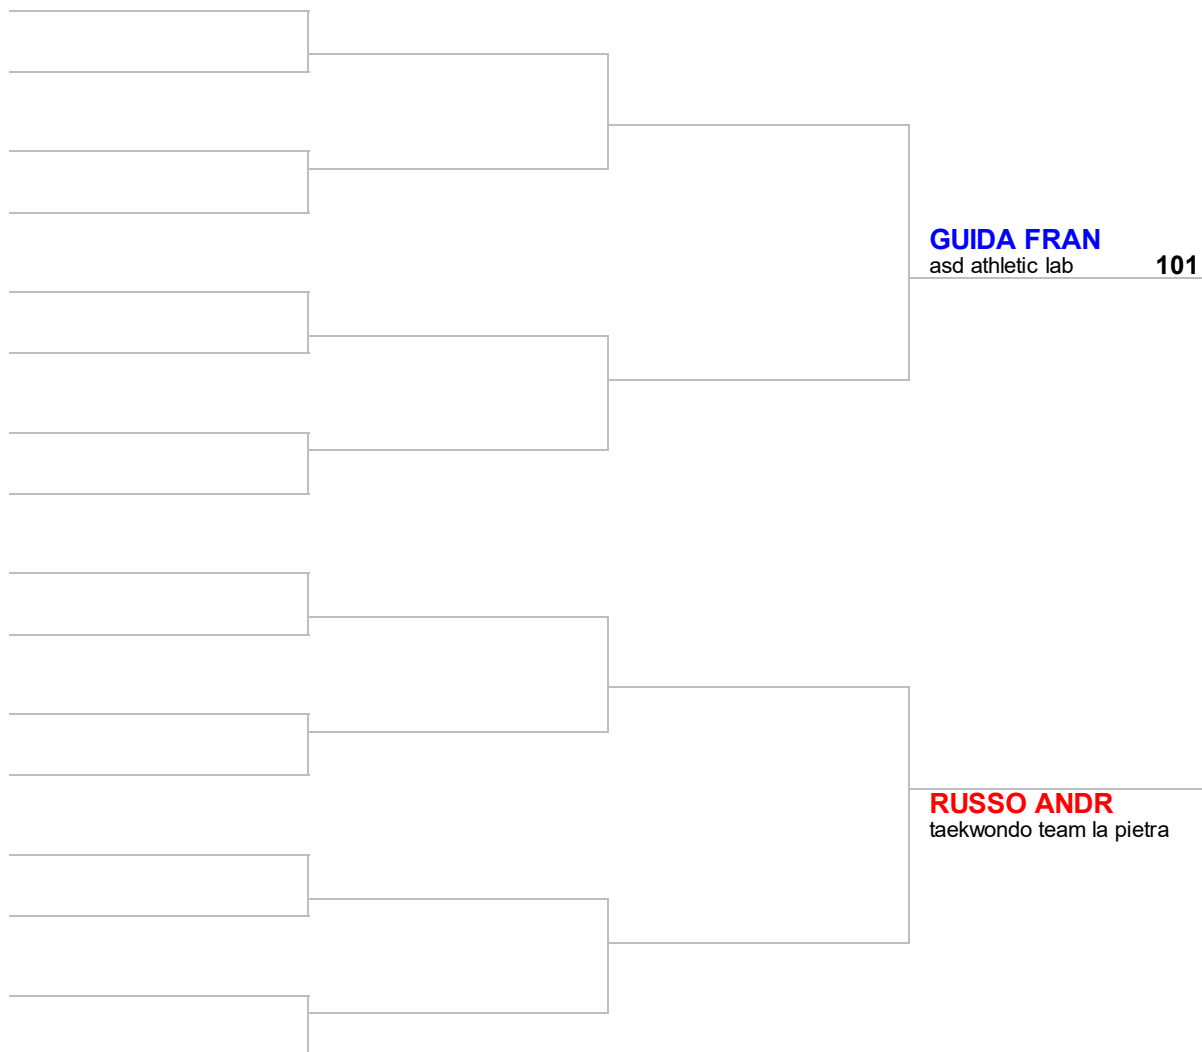 GUIDA FRAN
asd athletic lab 101
RUSSO ANDR
taekwondo team la pietra